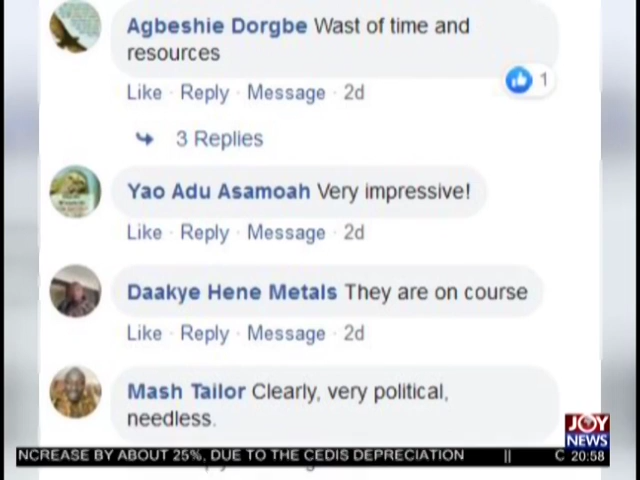 Agbeshie Dorgbe Wast of time and
resources
1
Like · Reply · Message · 2d
3 Replies
Yao Adu Asamoah Very impressive!
Like · Reply · Message · 2d
Daakye Hene Metals They are on course
Like · Reply · Message · 2d
Mash Tailor Clearly, very political,
needless.
JOY
NEWS
NCREASE BY ABOUT 25%, DUE TO THE CEDIS DEPRECIATION || C 20:58